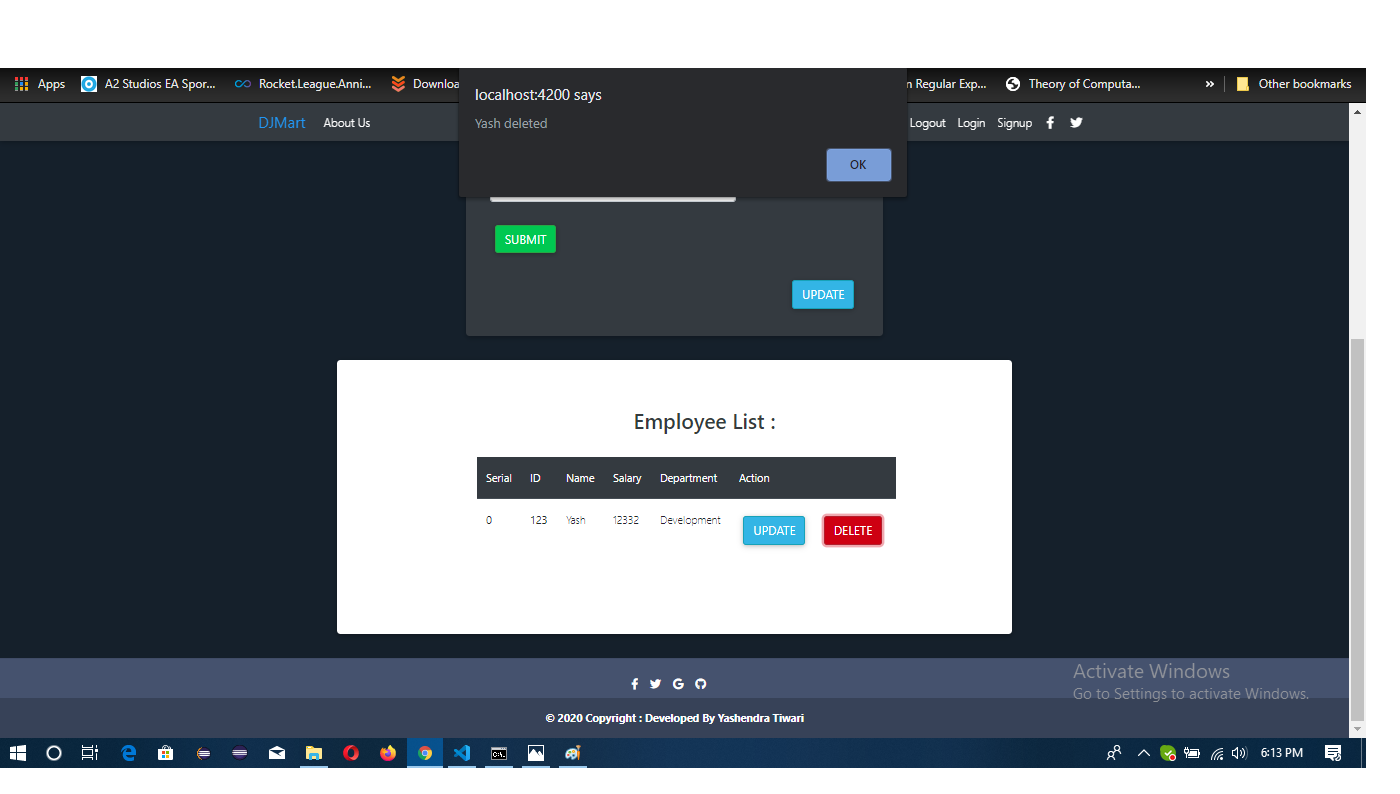 Apps A2 Studios EA Spor... Rocket.League.Anni... Downloa n Regular Exp... Theory of Computa... » Other bookmarks
localhost:4200 says
Yash deleted
OK
DJMart About Us Logout Login Signup
SUBMIT
UPDATE
Employee List :
Serial ID Name Salary Department Action
0 123 Yash 12332 Development UPDATE DELETE
Activate Windows
Go to Settings to activate Windows.
© 2020 Copyright : Developed By Yashendra Tiwari
6:13 PM